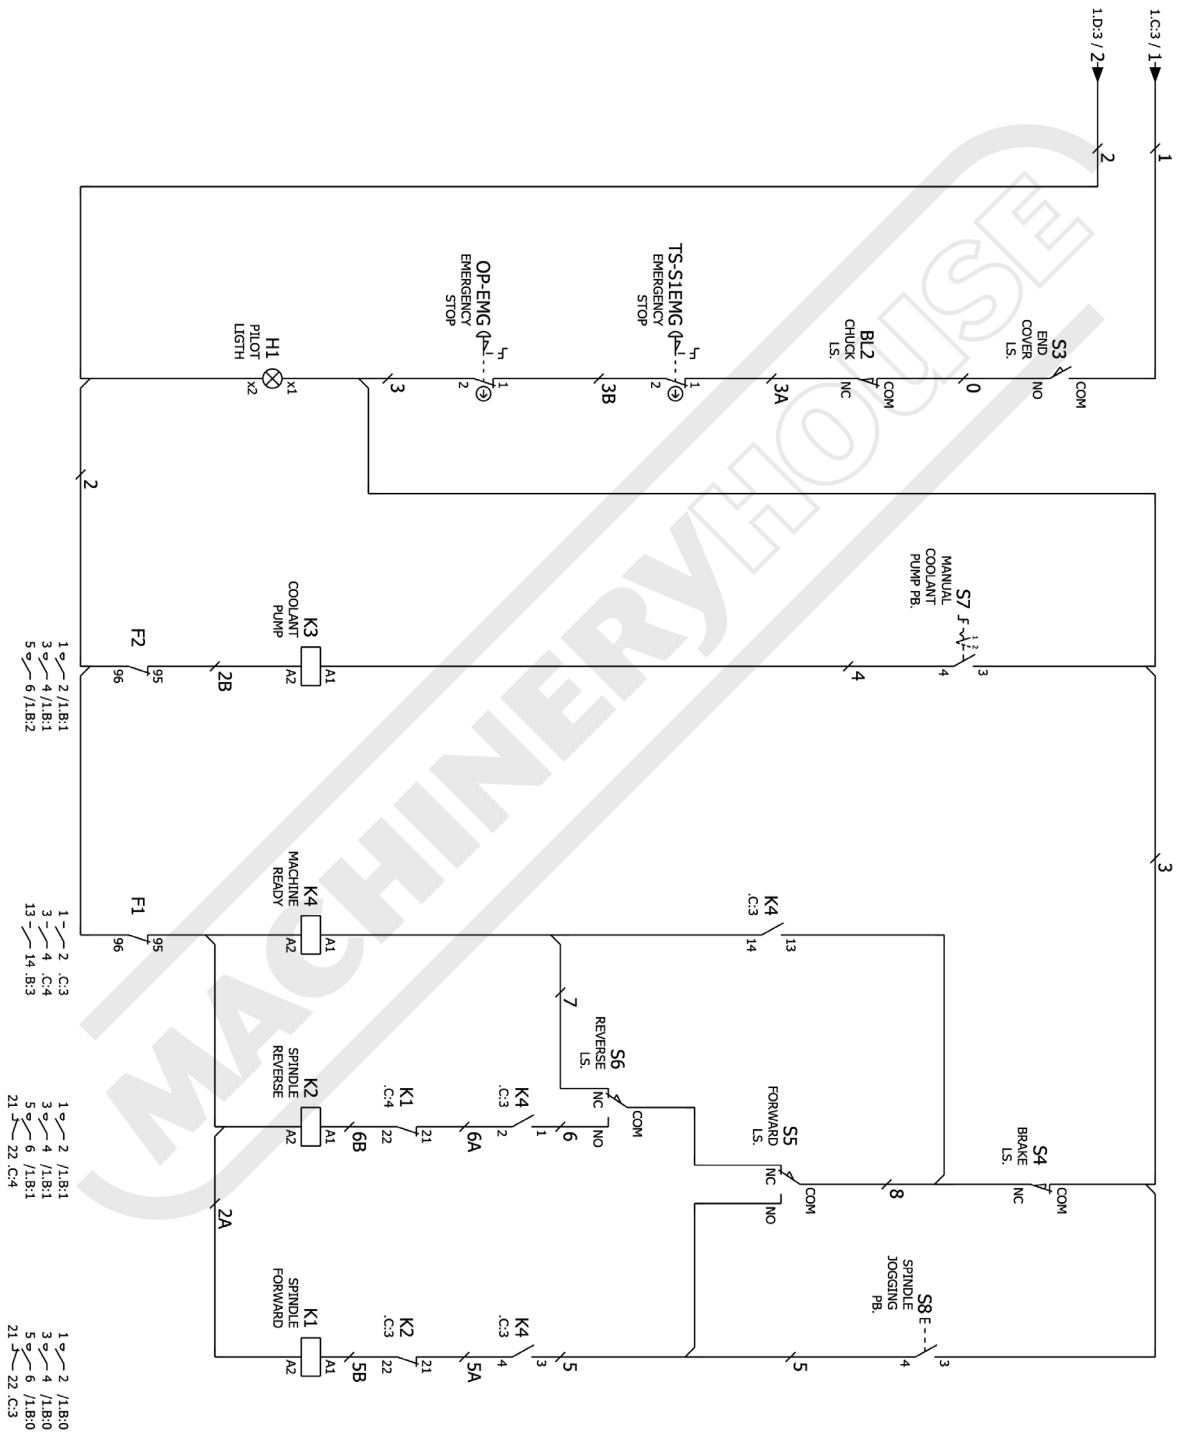 1.C:3 / 1
1.D:3 / 2
1
2
S3
END
COVER
LS.
COM
NO
0
BL2
CHUCK
LS.
COM
NC
3A
TS-S1EMG
EMERGENCY
STOP
1
2
3B
OP-EMG
EMERGENCY
STOP
1
2
3
H1
PILOT
LIGTH
x1
x2
2
S7
MANUAL
COOLANT
PUMP PB.
1 2
3
4
4
K3
COOLANT
PUMP
A1
A2
2B
F2
95
96
1 2 /1.B:1
3 4 /1.B:1
5 6 /1.B:2
3
K4
.C:3
13
14
K4
MACHINE
READY
A1
A2
F1
95
96
1 2 .C:3
3 4 .C:4
13 14 .B:3
S4
BRAKE
LS.
COM
NC
8
S5
FORWARD
LS.
COM
NC
NO
S6
REVERSE
LS.
COM
NC
NO
7
6
K4
.C:3
1
2
6A
K1
.C:4
21
22
6B
K2
SPINDLE
REVERSE
A1
A2
2A
1 2 /1.B:1
3 4 /1.B:1
5 6 /1.B:1
21 22 .C:4
S8
SPINDLE
JOGGING
PB.
E
3
4
5
5
K4
.C:3
3
4
5A
K2
.C:3
21
22
5B
K1
SPINDLE
FORWARD
A1
A2
1 2 /1.B:0
3 4 /1.B:0
5 6 /1.B:0
21 22 .C:3
MACHINERYHOUSE